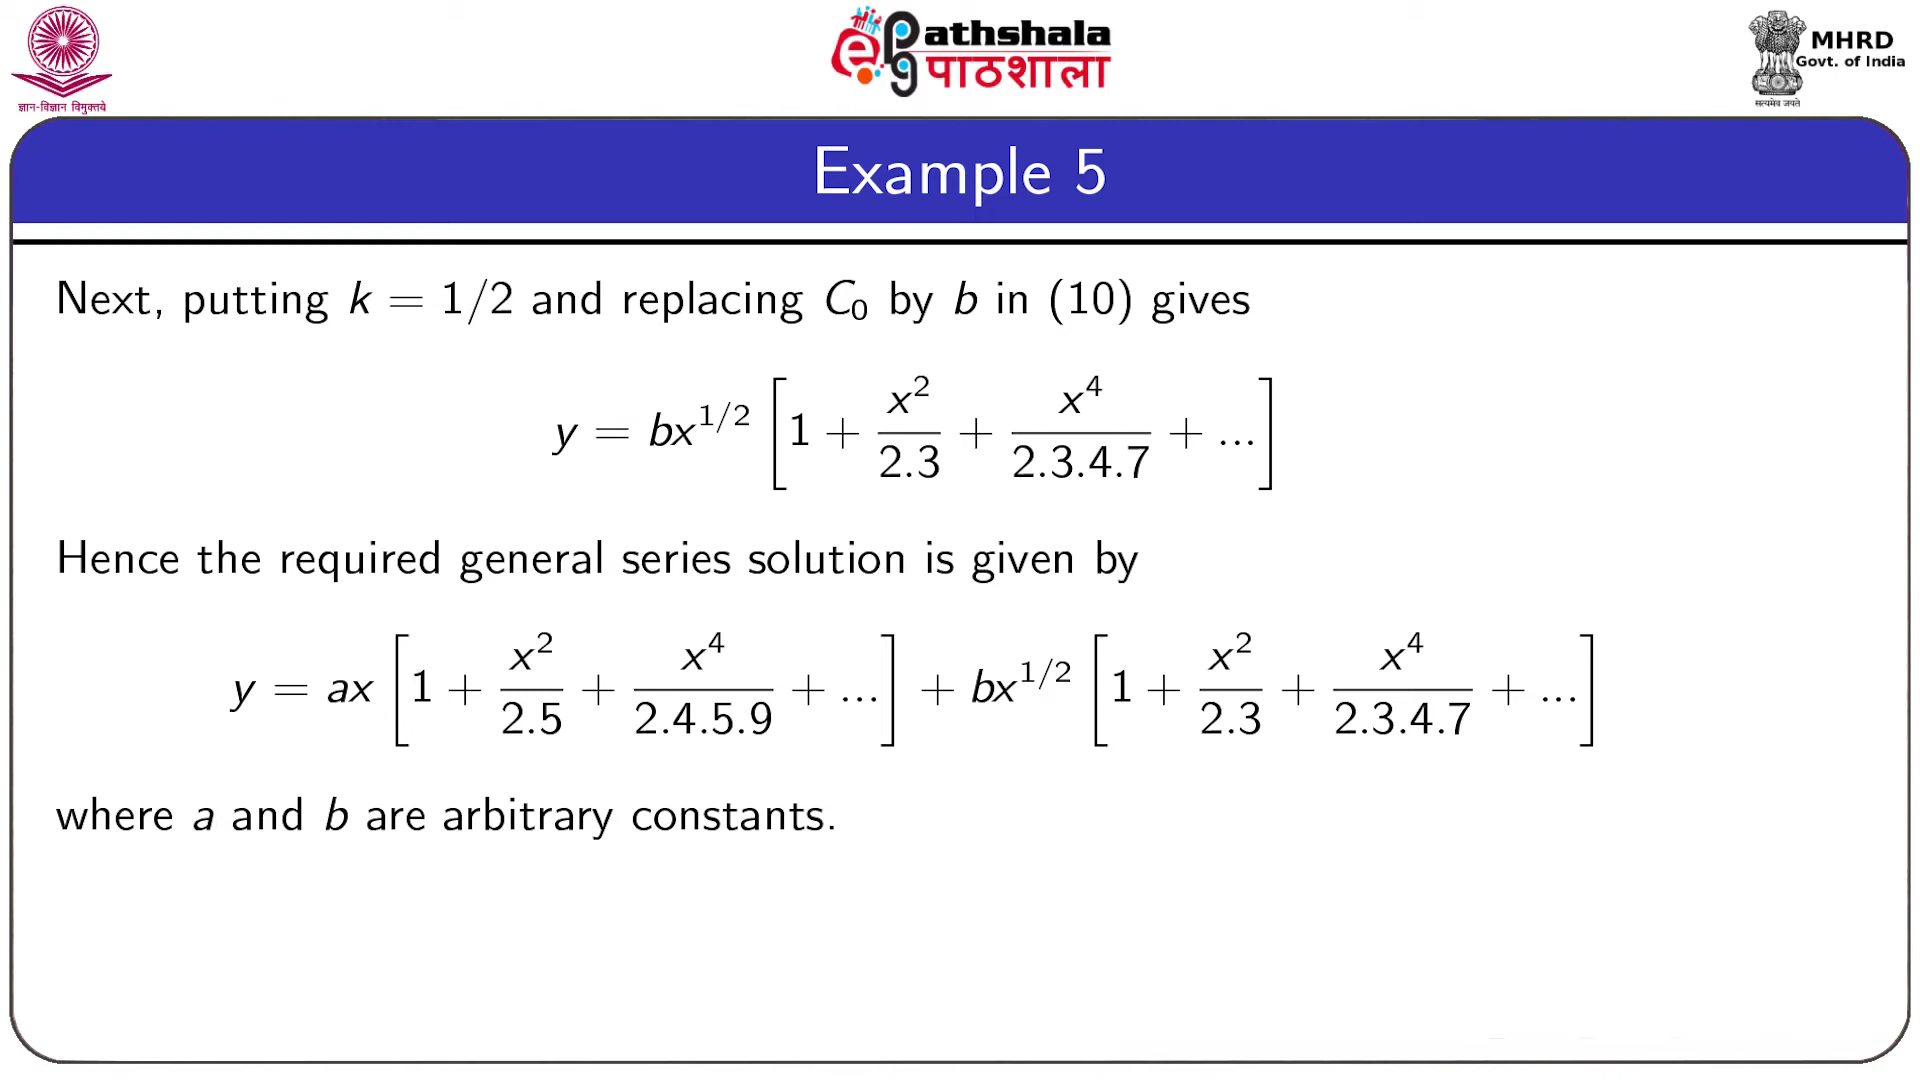 ज्ञान-विज्ञान विमुक्तये
e PG Pathshala
पाठशाला
MHRD
Govt. of India
सत्यमेव जयते
Example 5
Next, putting k = 1/2 and replacing C₀ by b in (10) gives
y = bx^{1/2} [1 + x²/2.3 + x⁴/2.3.4.7 + ...]
Hence the required general series solution is given by
y = ax [1 + x²/2.5 + x⁴/2.4.5.9 + ...] + bx^{1/2} [1 + x²/2.3 + x⁴/2.3.4.7 + ...]
where a and b are arbitrary constants.